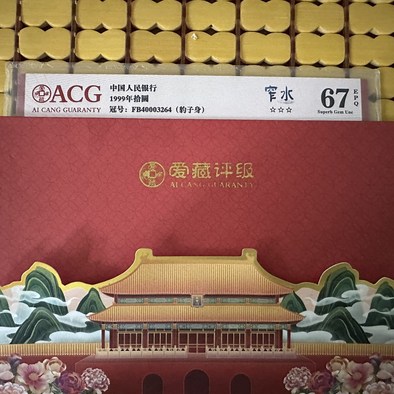 ACG
AI CANG GUARANTY
中国人民银行
1999年拾圆
冠号：FB40003264（豹子身）
窄水
☆☆☆
67
EPQ
Superb Gem Unc
爱藏评级
AI CANG GUARANTY